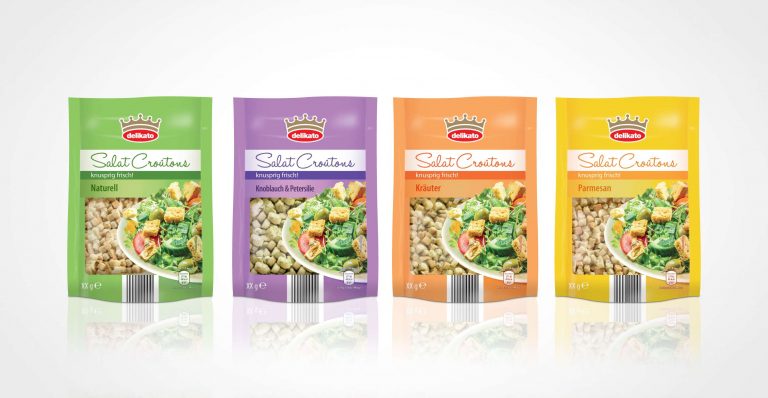 delikato
Salat Croûtons
knusprig frisch!
Naturell
XX g ℮
delikato
Salat Croûtons
knusprig frisch!
Knoblauch & Petersilie
XX g ℮
delikato
Salat Croûtons
knusprig frisch!
Kräuter
XX g ℮
delikato
Salat Croûtons
knusprig frisch!
Parmesan
XX g ℮